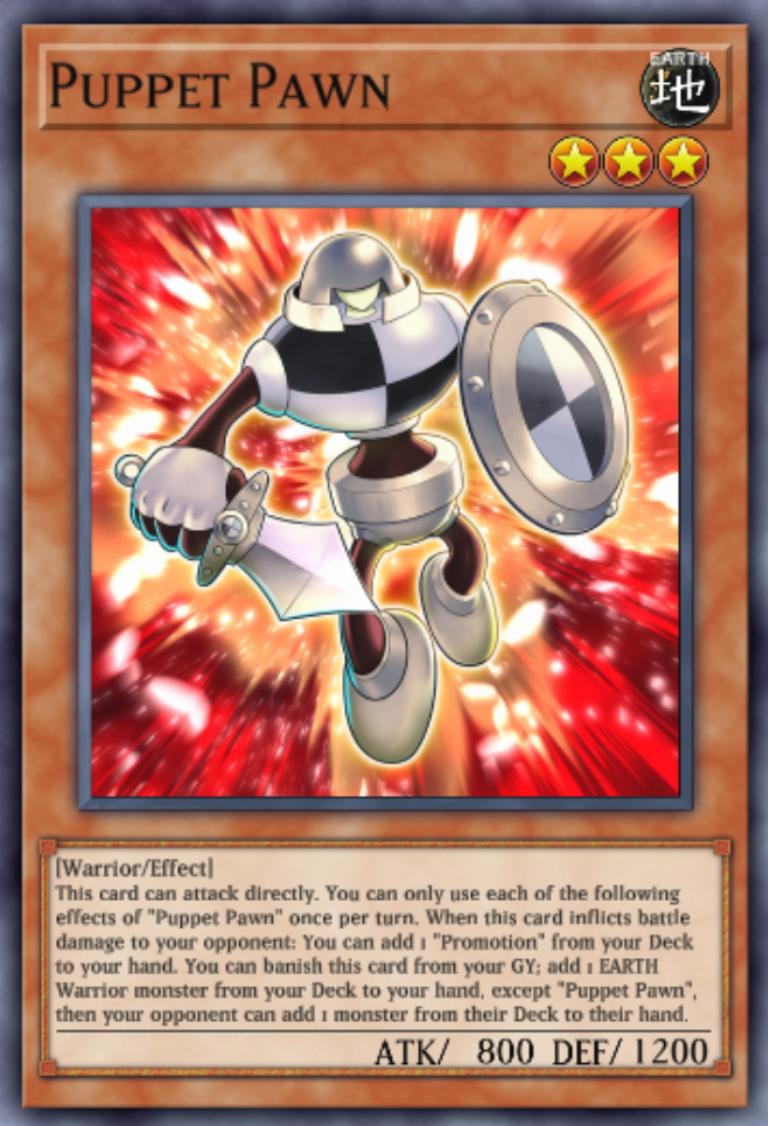 Puppet Pawn
EARTH
地
[Warrior/Effect]
This card can attack directly. You can only use each of the following
effects of "Puppet Pawn" once per turn. When this card inflicts battle
damage to your opponent: You can add 1 "Promotion" from your Deck
to your hand. You can banish this card from your GY; add 1 EARTH
Warrior monster from your Deck to your hand, except "Puppet Pawn",
then your opponent can add 1 monster from their Deck to their hand.
ATK/ 800 DEF/ 1200